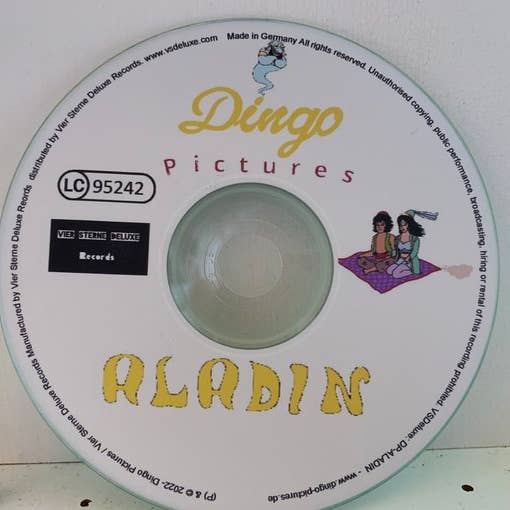 distributed by Vier Sterne Deluxe Records. www.vsdeluxe.com Made in Germany All rights reserved. Unauthorised copying, public performance, broadcasting, hiring or rental of this recording prohibited. VSDeluxe: DP-ALADIN - www.dingo-pictures.de
Dingo
Pictures
LC 95242
VIER STERNE DELUXE
Records
ALADIN
(P) & © 2022- Dingo Pictures / Vier Sterne Deluxe Records Manufactured by Vier Sterne Deluxe Reords